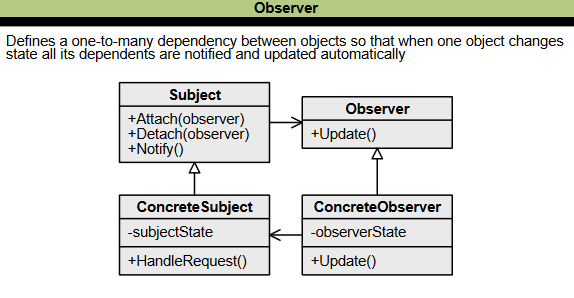 Observer
Defines a one-to-many dependency between objects so that when one object changes
state all its dependents are notified and updated automatically
Subject
+Attach(observer)
+Detach(observer)
+Notify()
Observer
+Update()
ConcreteSubject
-subjectState
+HandleRequest()
ConcreteObserver
-observerState
+Update()